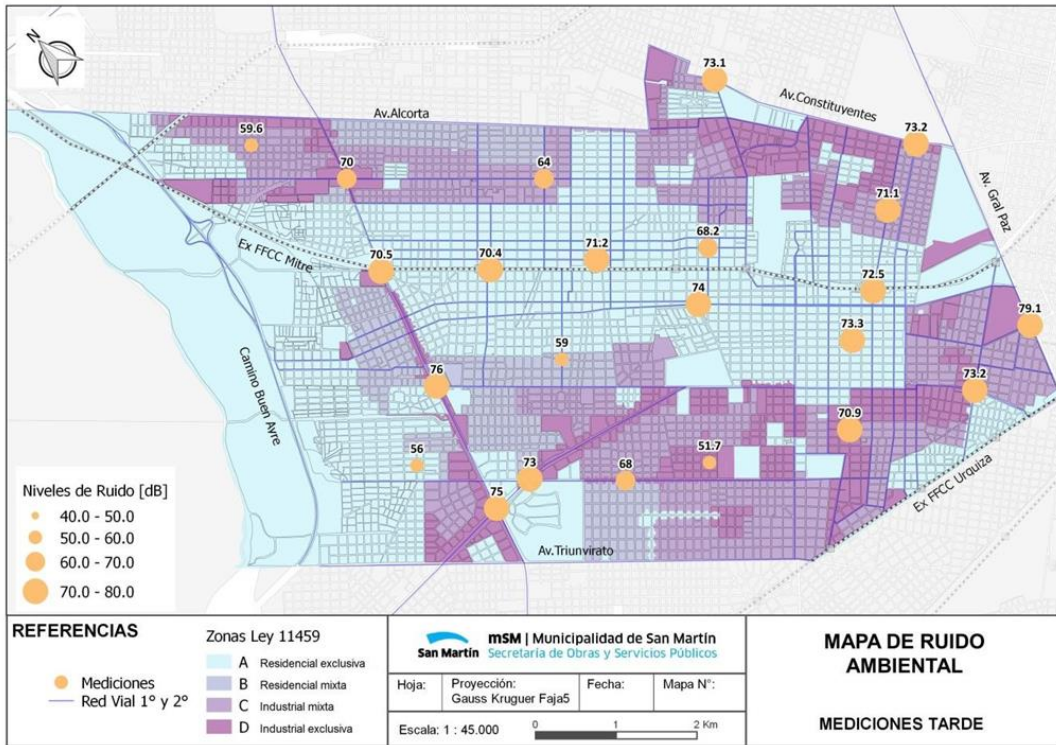 N
73.1
Av.Constituyentes
Av.Alcorta
73.2
59.6
70
64
Av. Gral Paz
71.1
68.2
Ex FFCC Mitre
70.5
70.4
71.2
72.5
74
79.1
73.3
59
Camino Buen Ayre
76
73.2
70.9
56
51.7
73
68
75
Ex FFCC Urquiza
Av.Triunvirato
Niveles de Ruido [dB]
40.0 - 50.0
50.0 - 60.0
60.0 - 70.0
70.0 - 80.0
REFERENCIAS
Mediciones
Red Vial 1° y 2°
Zonas Ley 11459
A Residencial exclusiva
B Residencial mixta
C Industrial mixta
D Industrial exclusiva
San Martín
mSM | Municipalidad de San Martín
Secretaría de Obras y Servicios Públicos
Hoja:
Proyección:
Gauss Kruguer Faja5
Fecha:
Mapa N°:
Escala: 1 : 45.000
0 1 2 Km
MAPA DE RUIDO
AMBIENTAL
MEDICIONES TARDE